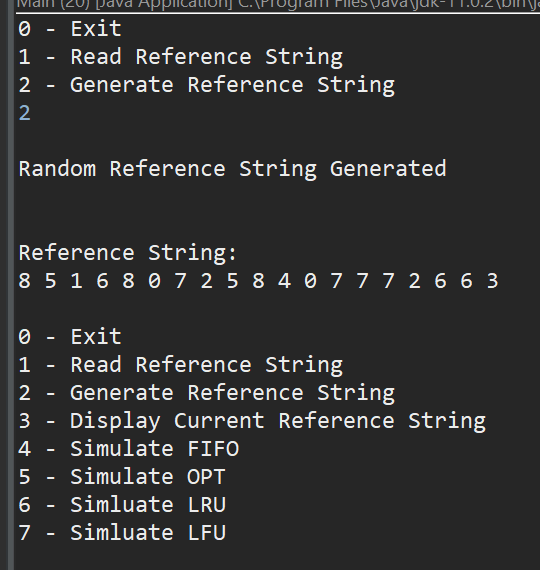 Main (20) [Java Application] C:\Program Files\Java\jdk-11.0.2\bin\j
0 - Exit
1 - Read Reference String
2 - Generate Reference String
2
Random Reference String Generated
Reference String:
8 5 1 6 8 0 7 2 5 8 4 0 7 7 7 2 6 6 3
0 - Exit
1 - Read Reference String
2 - Generate Reference String
3 - Display Current Reference String
4 - Simulate FIFO
5 - Simulate OPT
6 - Simluate LRU
7 - Simluate LFU